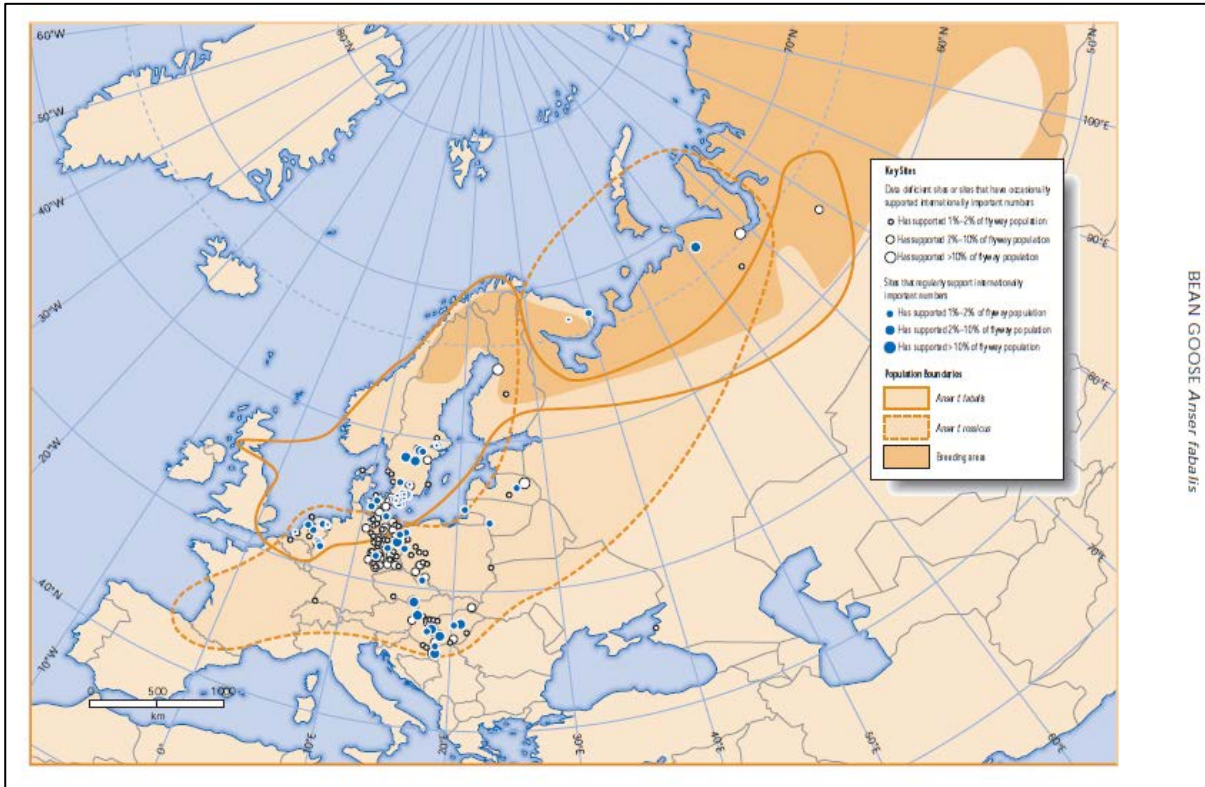 60°W
50°W
40°W
30°W
20°W
10°W
80°N
70°N
60°N
50°N
100°E
90°E
80°E
70°E
Key Sites
Data deficient sites or sites that have occasionally
supported internationally important numbers
Has supported 1%–2% of flyway population
Has supported 2%–10% of flyway population
Has supported >10% of flyway population
Sites that regularly support internationally
important numbers
Has supported 1%–2% of flyway population
Has supported 2%–10% of flyway population
Has supported >10% of flyway population
Population Boundaries
Anser f. fabalis
Anser f. rossicus
Breeding areas
BEAN GOOSE Anser fabalis
40°N
0 500 1000
km
0°
10°E
20°E
30°E
40°E
50°E
60°E